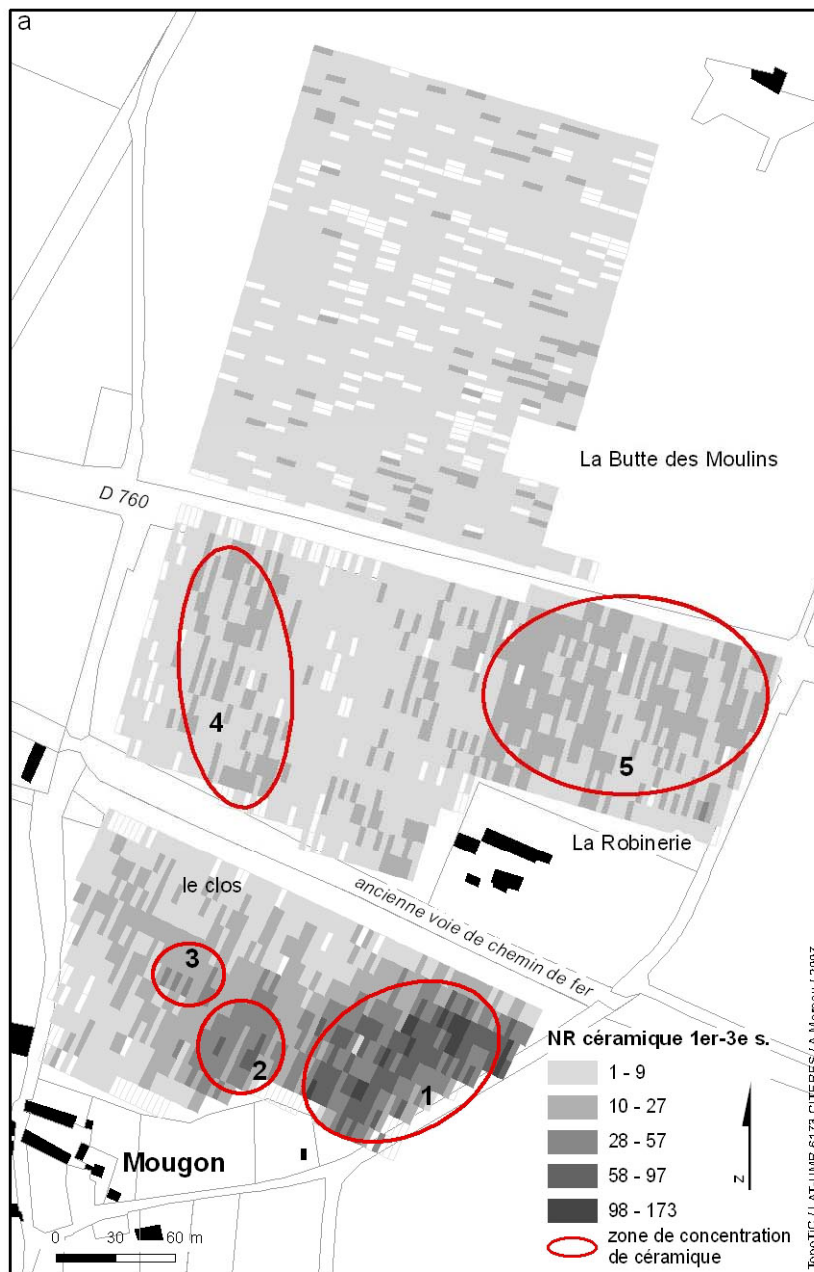 a
La Butte des Moulins
D 760
4
5
La Robinerie
le clos
ancienne voie de chemin de fer
3
2
1
Mougon
0 30 60 m
NR céramique 1er-3e s.
1 - 9
10 - 27
28 - 57
58 - 97
98 - 173
zone de concentration
de céramique
N